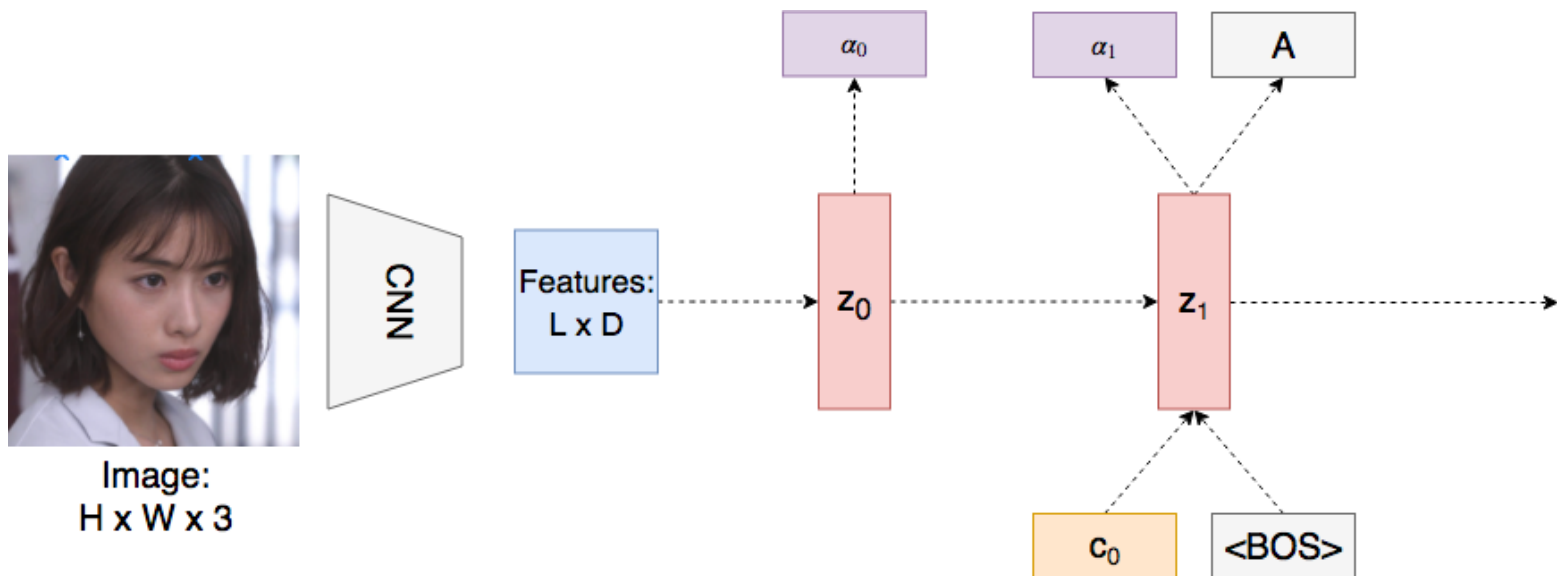 α₀
α₁
A
CNN
Features:
L x D
z₀
z₁
Image:
H x W x 3
c₀
<BOS>